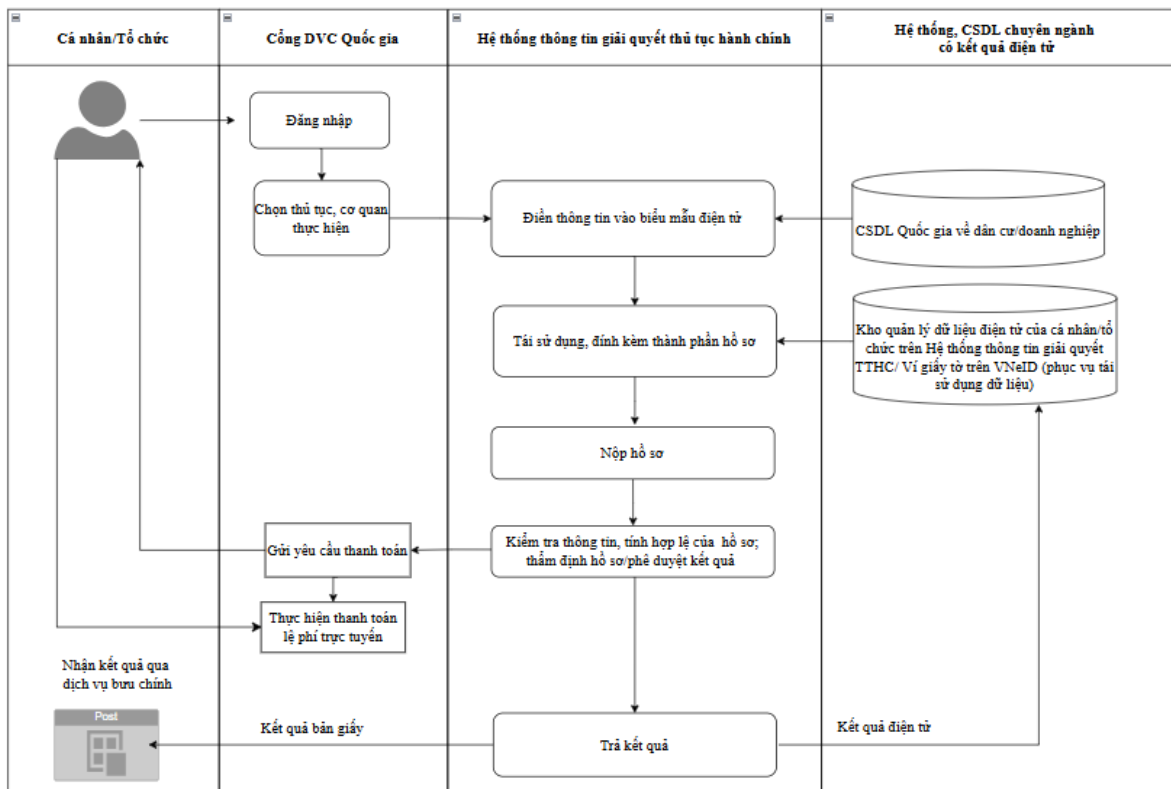 Cá nhân/Tổ chức
Cổng DVC Quốc gia
Hệ thống thông tin giải quyết thủ tục hành chính
Hệ thống, CSDL chuyên ngành
có kết quả điện tử
Đăng nhập
Chọn thủ tục, cơ quan
thực hiện
Điền thông tin vào biểu mẫu điện tử
CSDL Quốc gia về dân cư/doanh nghiệp
Tái sử dụng, đính kèm thành phần hồ sơ
Kho quản lý dữ liệu điện tử của cá nhân/tổ
chức trên Hệ thống thông tin giải quyết
TTHC/ Ví giấy tờ trên VNeID (phục vụ tái
sử dụng dữ liệu)
Nộp hồ sơ
Gửi yêu cầu thanh toán
Kiểm tra thông tin, tính hợp lệ của hồ sơ;
thẩm định hồ sơ/phê duyệt kết quả
Thực hiện thanh toán
lệ phí trực tuyến
Nhận kết quả qua
dịch vụ bưu chính
Post
Kết quả bản giấy
Trả kết quả
Kết quả điện tử